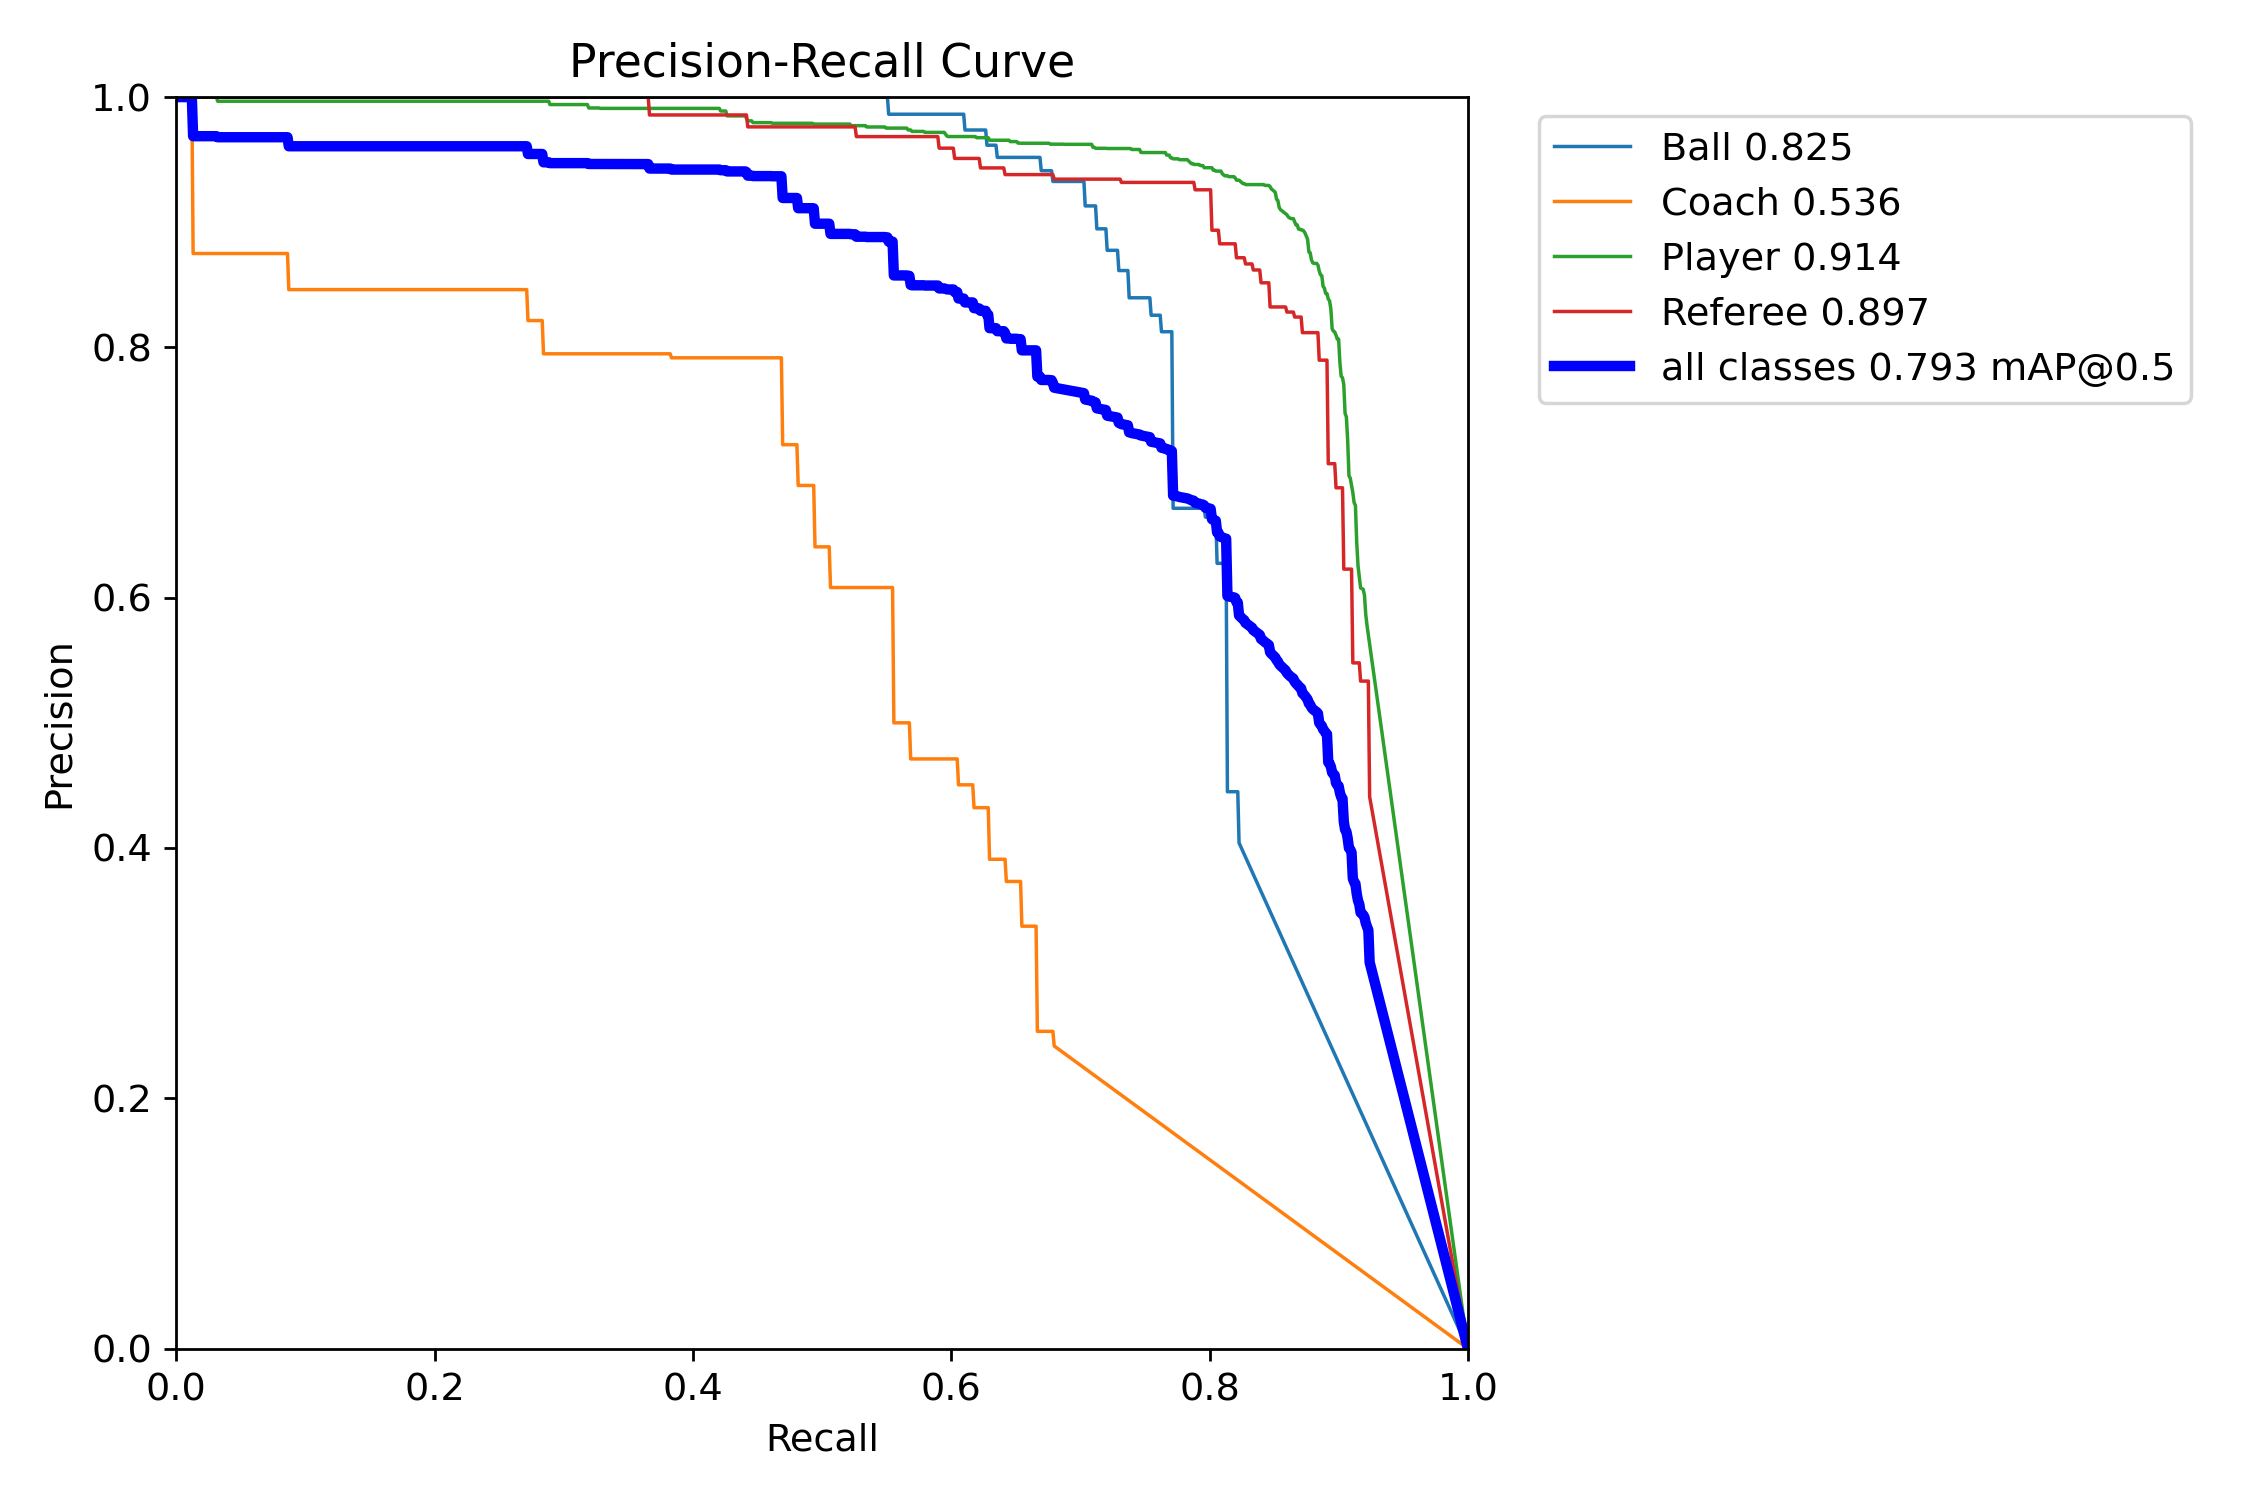 Precision-Recall Curve
1.0
0.8
0.6
0.4
0.2
0.0
Precision
0.0 0.2 0.4 0.6 0.8 1.0
Recall
Ball 0.825
Coach 0.536
Player 0.914
Referee 0.897
all classes 0.793 mAP@0.5